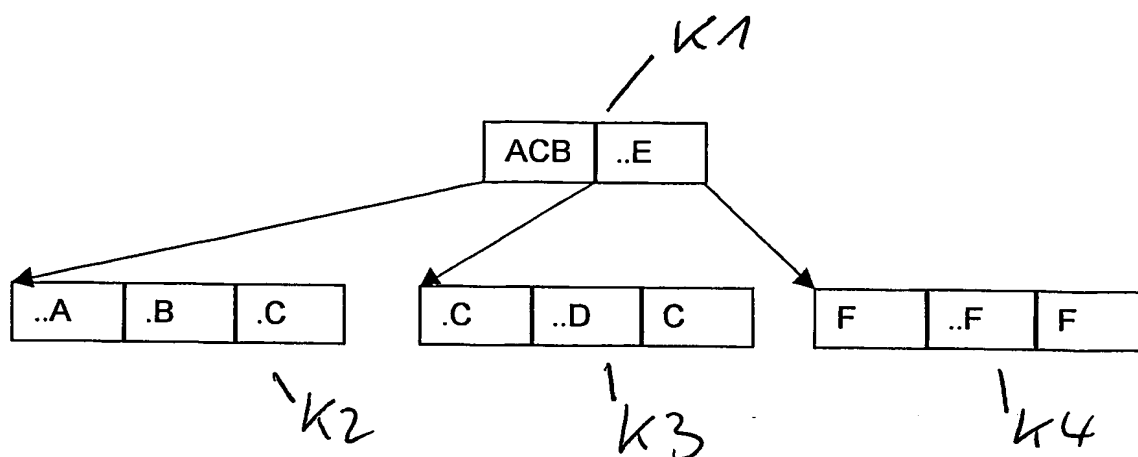 K1
ACB ..E
..A .B .C .C ..D C F ..F F
K2 K3 K4